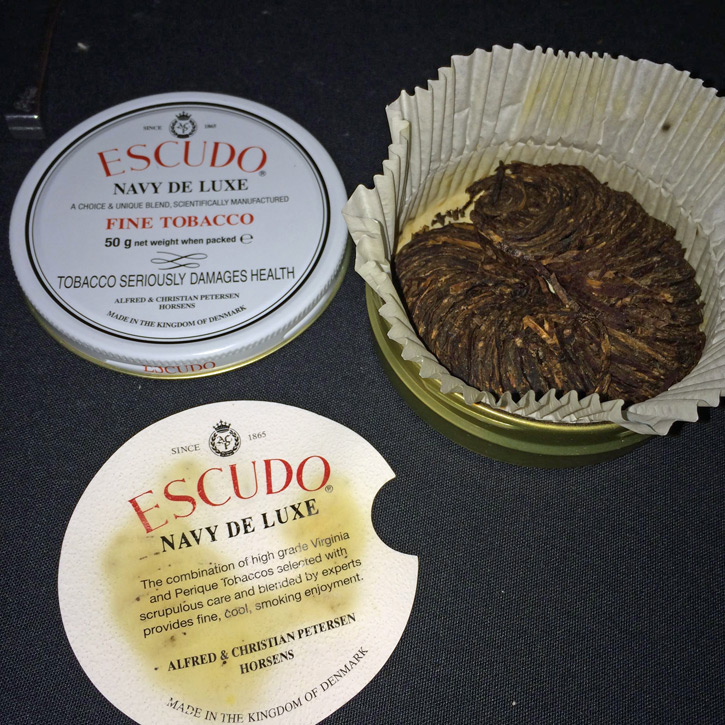 SINCE 1865
ESCUDO®
NAVY DE LUXE
A CHOICE & UNIQUE BLEND, SCIENTIFICALLY MANUFACTURED
FINE TOBACCO
50 g net weight when packed ℮
TOBACCO SERIOUSLY DAMAGES HEALTH
ALFRED & CHRISTIAN PETERSEN
HORSENS
MADE IN THE KINGDOM OF DENMARK
ESCUDO
SINCE 1865
ESCUDO®
NAVY DE LUXE
The combination of high grade Virginia
and Perique Tobaccos selected with
scrupulous care and blended by experts
provides fine, cool, smoking enjoyment.
ALFRED & CHRISTIAN PETERSEN
HORSENS
MADE IN THE KINGDOM OF DENMARK